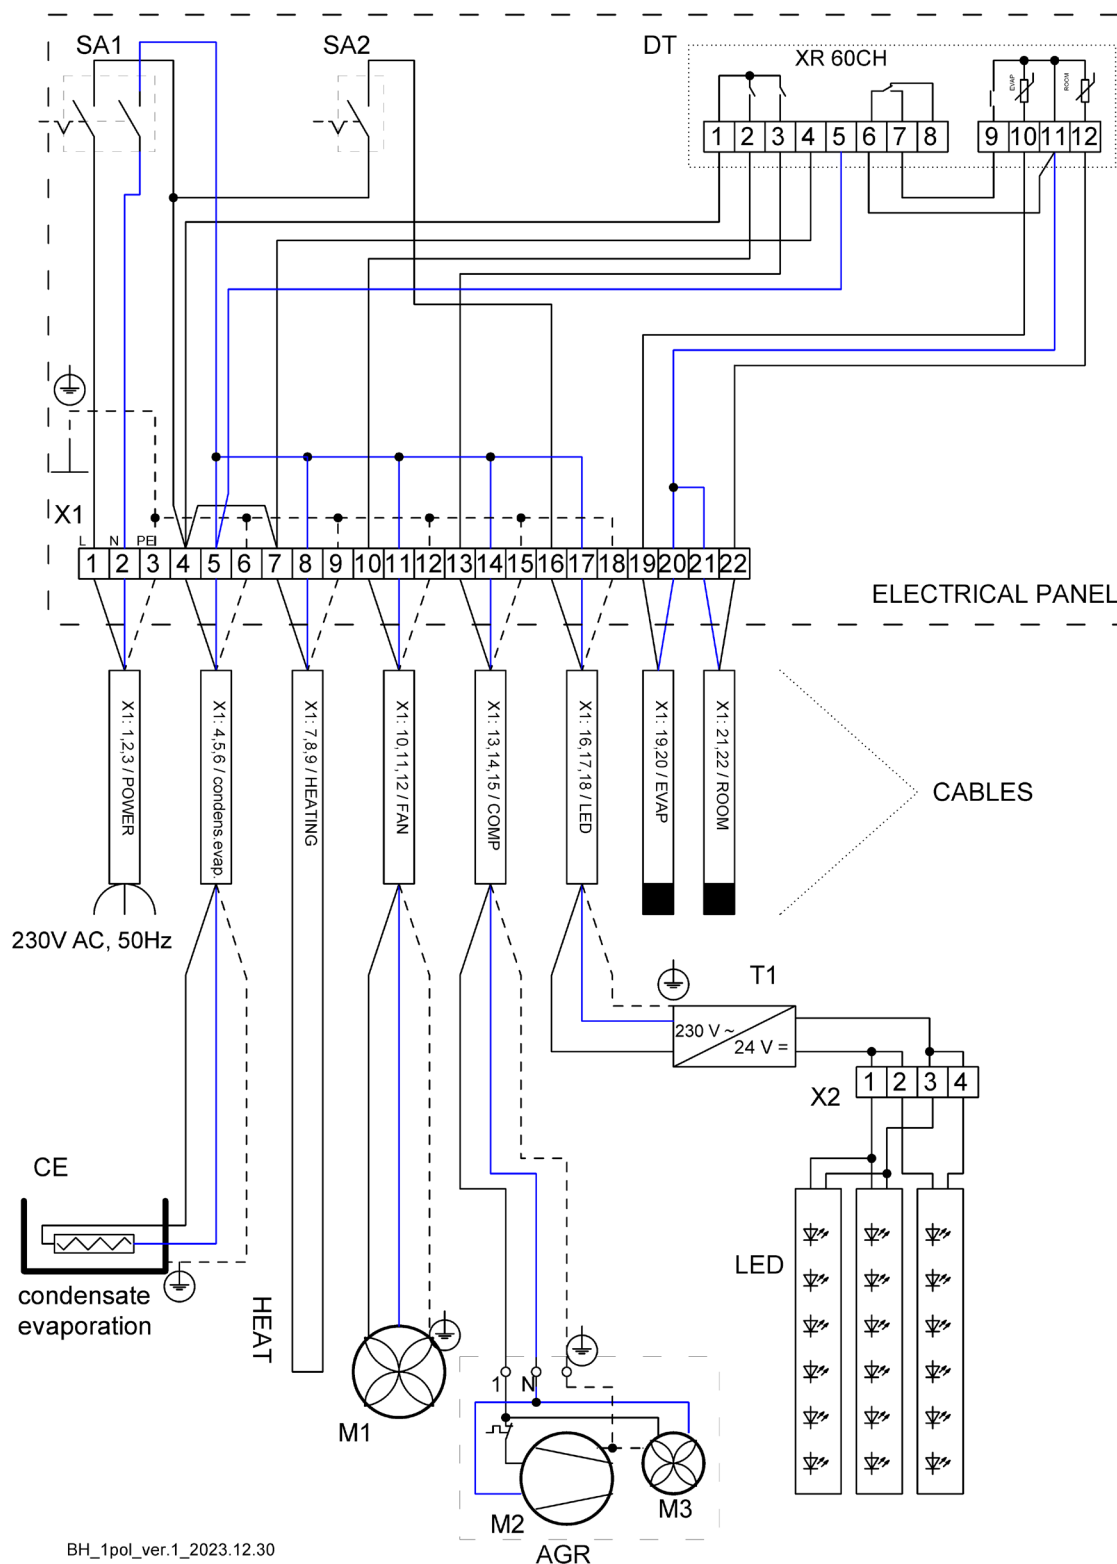 SA1
SA2
DT
XR 60CH
EVAP
ROOM
1 2 3 4 5 6 7 8
9 10 11 12
X1
L N PE
1 2 3 4 5 6 7 8 9 10 11 12 13 14 15 16 17 18 19 20 21 22
ELECTRICAL PANEL
X1: 1,2,3 / POWER
X1: 4,5,6 / condens.evap.
X1: 7,8,9 / HEATING
X1: 10,11,12 / FAN
X1: 13,14,15 / COMP
X1: 16,17,18 / LED
X1: 19,20 / EVAP
X1: 21,22 / ROOM
CABLES
230V AC, 50Hz
T1
230 V ~
24 V =
X2
1 2 3 4
CE
condensate
evaporation
HEAT
LED
M1
1 N
M2
M3
AGR
BH_1pol_ver.1_2023.12.30